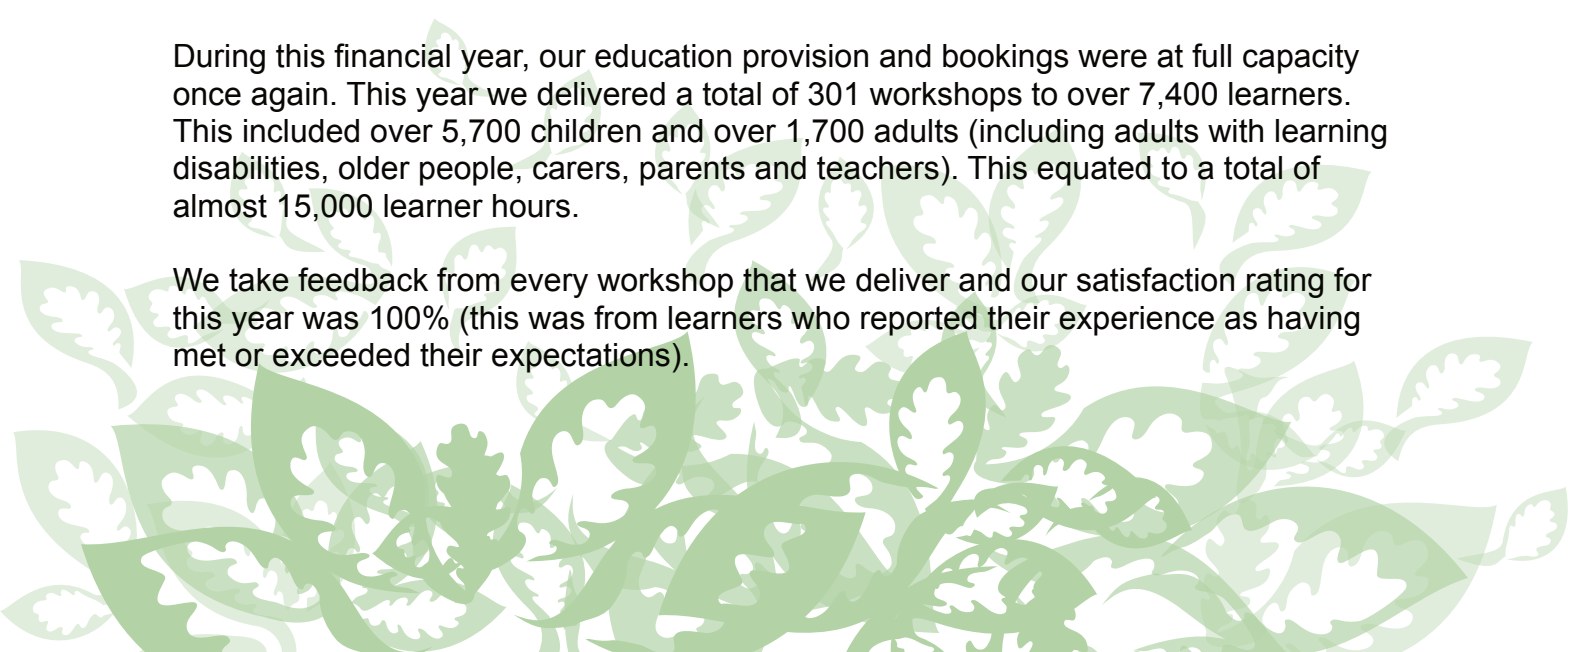 During this financial year, our education provision and bookings were at full capacity
once again. This year we delivered a total of 301 workshops to over 7,400 learners.
This included over 5,700 children and over 1,700 adults (including adults with learning
disabilities, older people, carers, parents and teachers). This equated to a total of
almost 15,000 learner hours.
We take feedback from every workshop that we deliver and our satisfaction rating for
this year was 100% (this was from learners who reported their experience as having
met or exceeded their expectations).